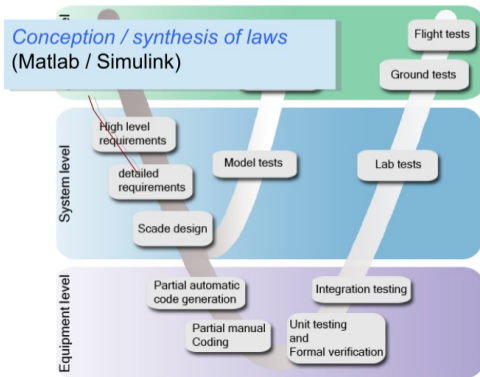 Conception / synthesis of laws
(Matlab / Simulink)
Flight tests
Ground tests
High level
requirements
detailed
requirements
Model tests
Lab tests
Scade design
System level
Partial automatic
code generation
Integration testing
Partial manual
Coding
Unit testing
and
Formal verification
Equipment level